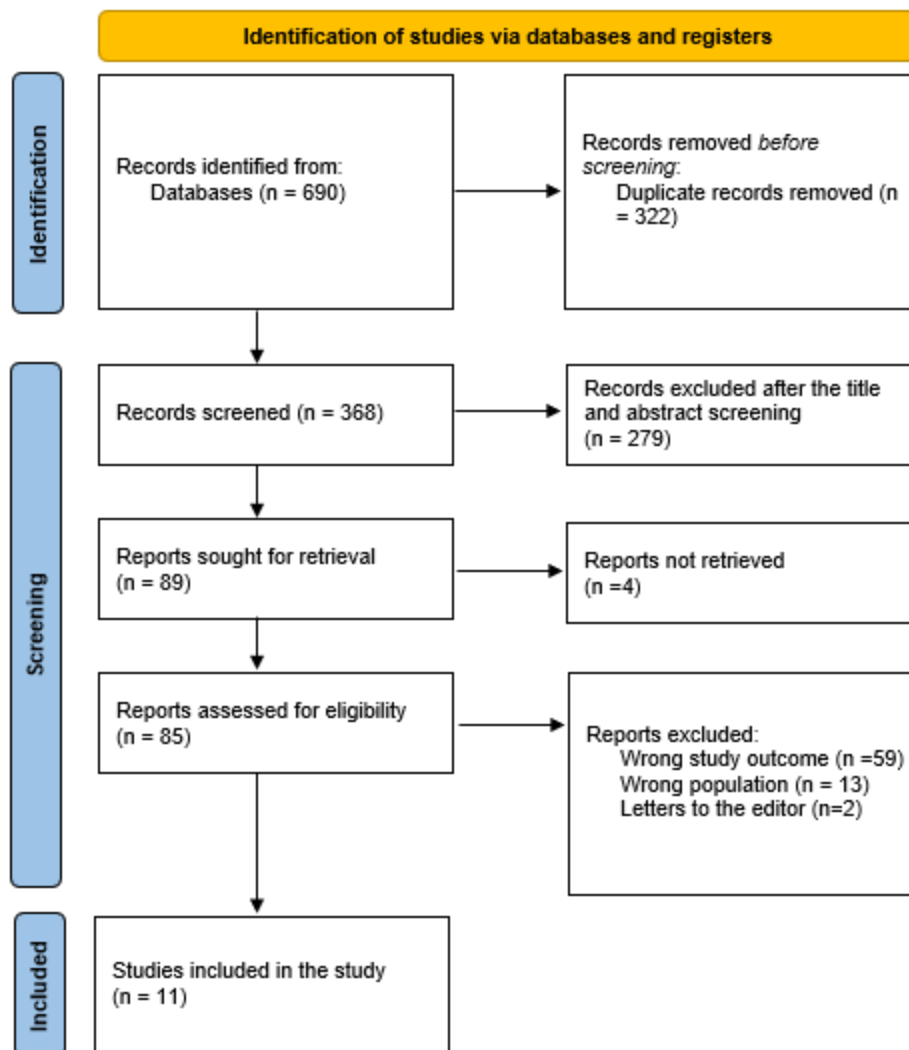 Identification of studies via databases and registers
Identification
Records identified from:
Databases (n = 690)
Records removed before
screening:
Duplicate records removed (n
= 322)
Screening
Records screened (n = 368)
Records excluded after the title
and abstract screening
(n = 279)
Reports sought for retrieval
(n = 89)
Reports not retrieved
(n =4)
Reports assessed for eligibility
(n = 85)
Reports excluded:
Wrong study outcome (n =59)
Wrong population (n = 13)
Letters to the editor (n=2)
Included
Studies included in the study
(n = 11)